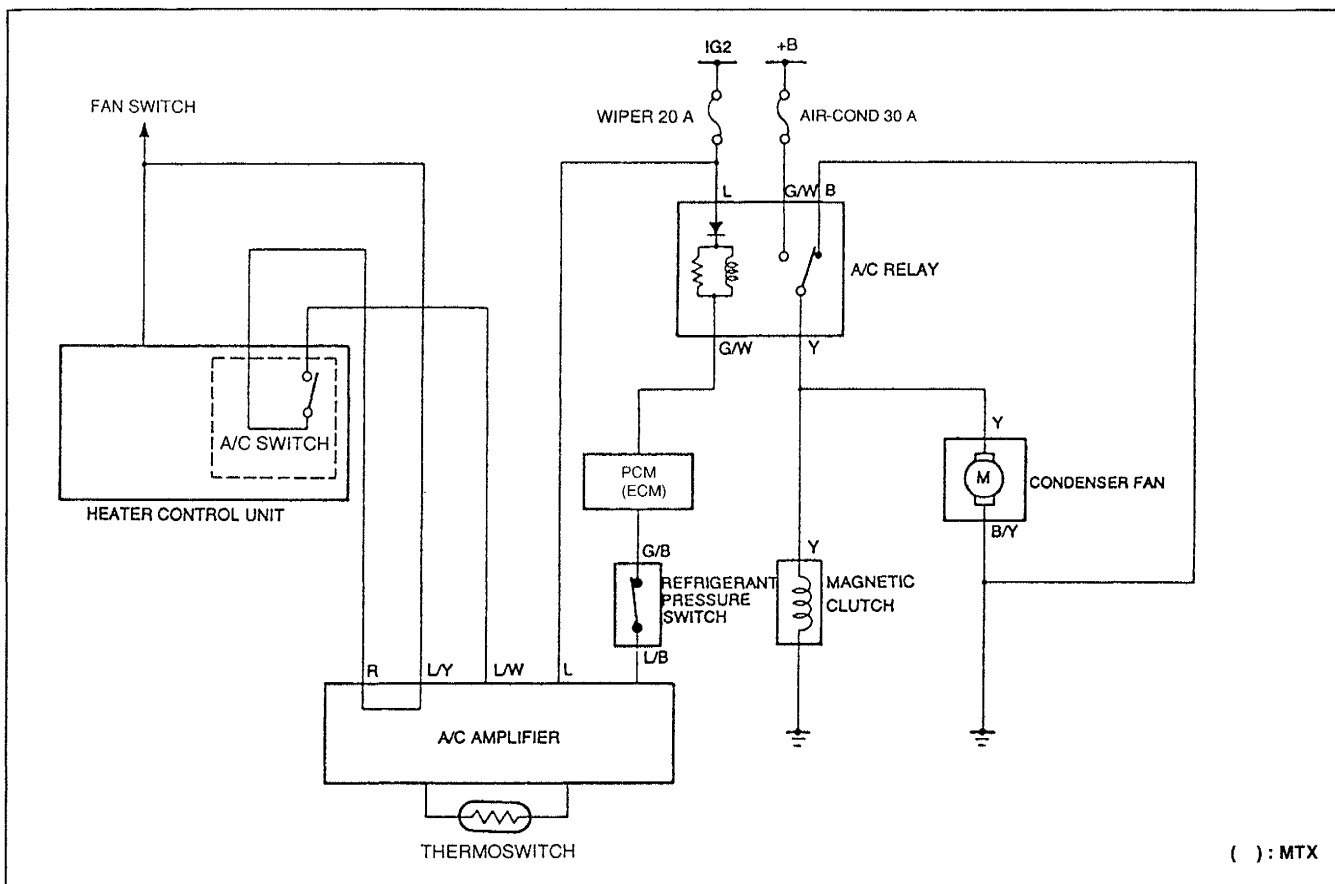 IG2
+B
FAN SWITCH
WIPER 20 A
AIR-COND 30 A
L
G/W
B
A/C RELAY
G/W
Y
A/C SWITCH
HEATER CONTROL UNIT
PCM
(ECM)
Y
M
CONDENSER FAN
B/Y
G/B
REFRIGERANT
PRESSURE
SWITCH
L/B
Y
MAGNETIC
CLUTCH
R
L/Y
L/W
L
A/C AMPLIFIER
THERMOSWITCH
( ) : MTX